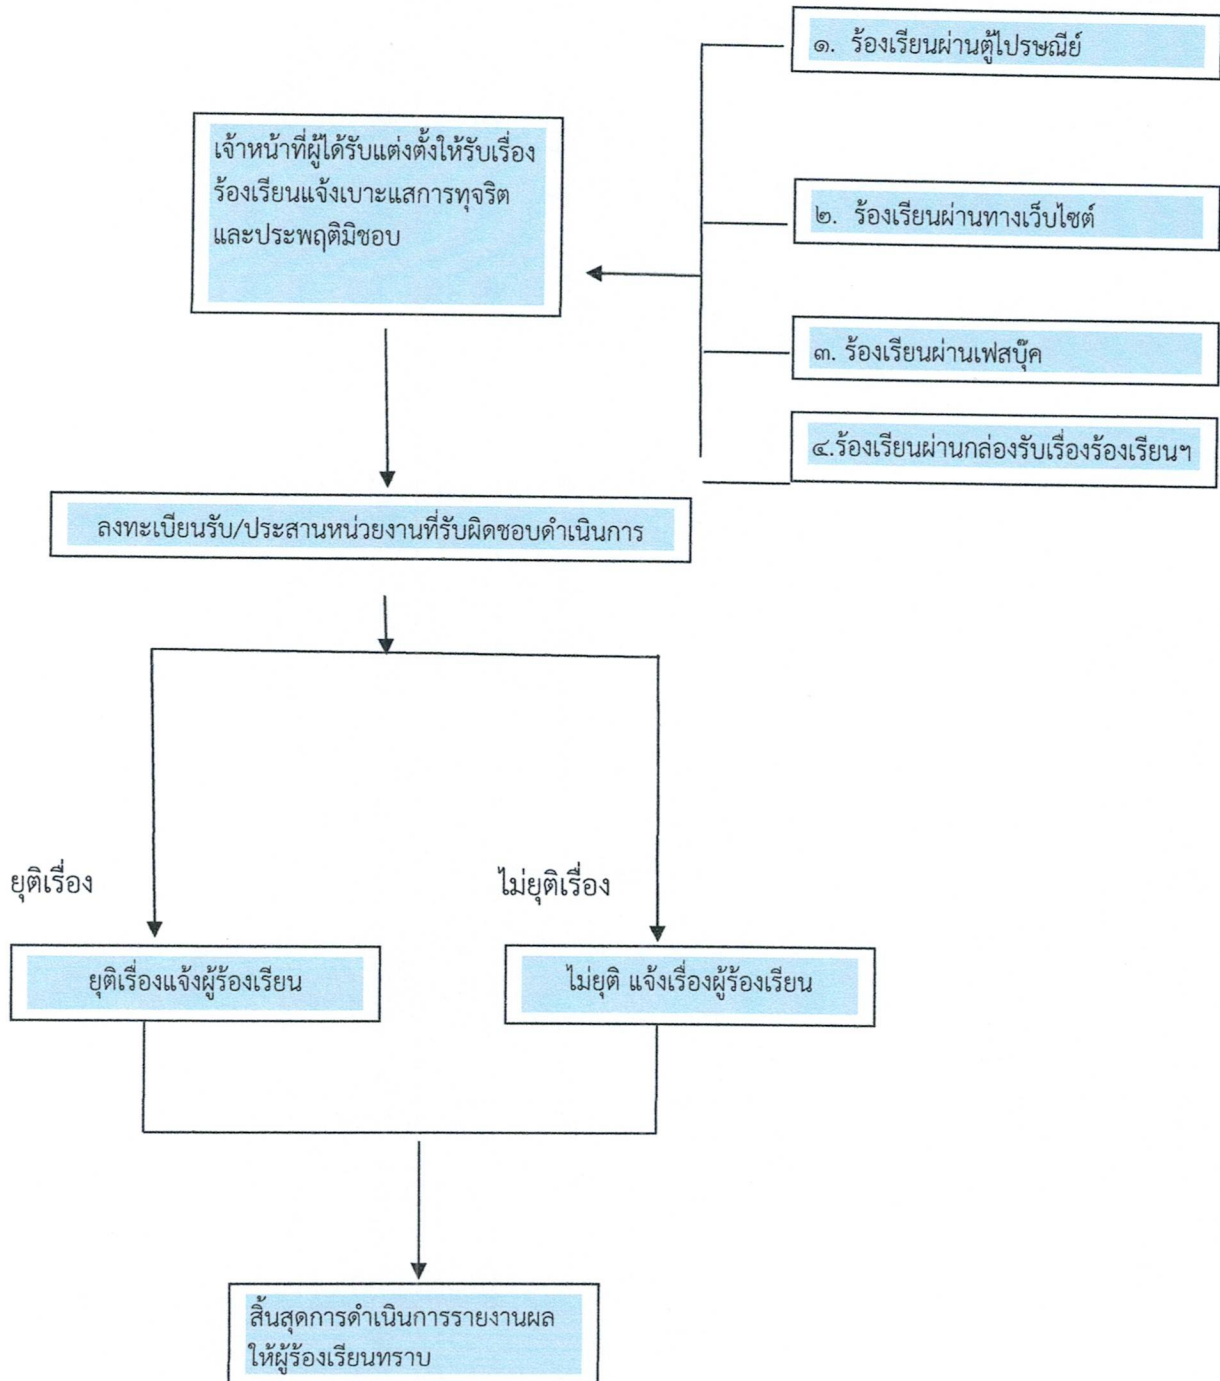 ๑. ร้องเรียนผ่านตู้ไปรษณีย์
เจ้าหน้าที่ผู้ได้รับแต่งตั้งให้รับเรื่อง
ร้องเรียนแจ้งเบาะแสการทุจริต
และประพฤติมิชอบ
๒. ร้องเรียนผ่านทางเว็บไซต์
๓. ร้องเรียนผ่านเฟสบุ๊ค
๔.ร้องเรียนผ่านกล่องรับเรื่องร้องเรียนฯ
ลงทะเบียนรับ/ประสานหน่วยงานที่รับผิดชอบดำเนินการ
ยุติเรื่อง
ไม่ยุติเรื่อง
ยุติเรื่องแจ้งผู้ร้องเรียน
ไม่ยุติ แจ้งเรื่องผู้ร้องเรียน
สิ้นสุดการดำเนินการรายงานผล
ให้ผู้ร้องเรียนทราบ